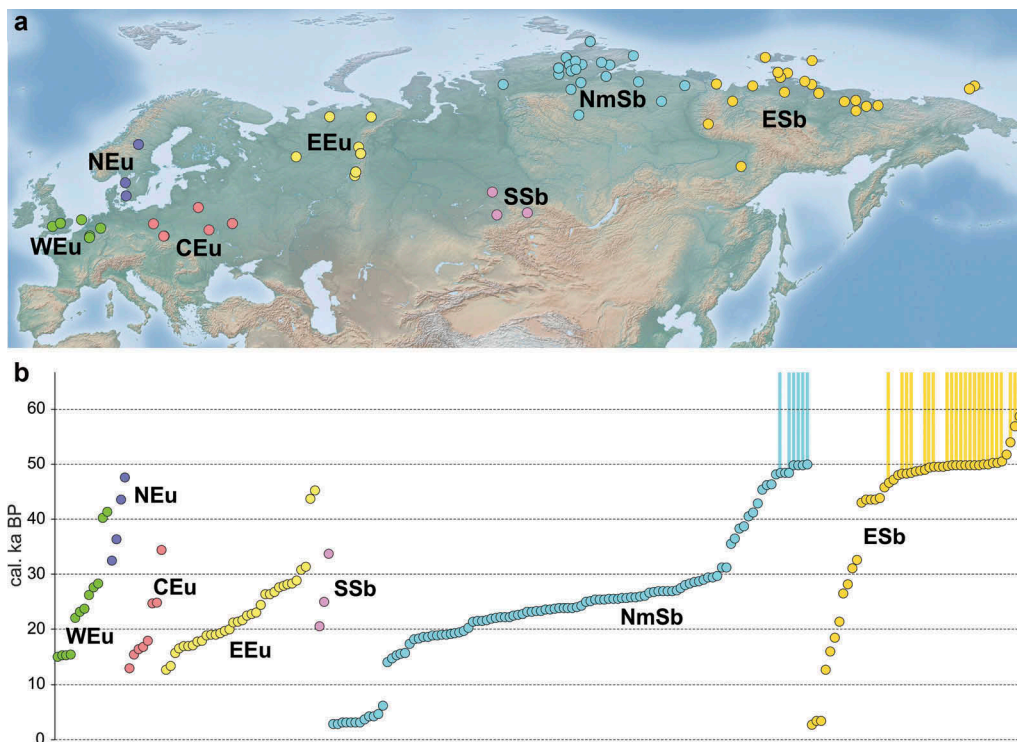 a
NmSb
ESb
NEu
EEu
SSb
WEu
CEu
b
60
50
40
30
20
10
0
cal. ka BP
NEu
CEu
WEu
EEu
SSb
NmSb
ESb